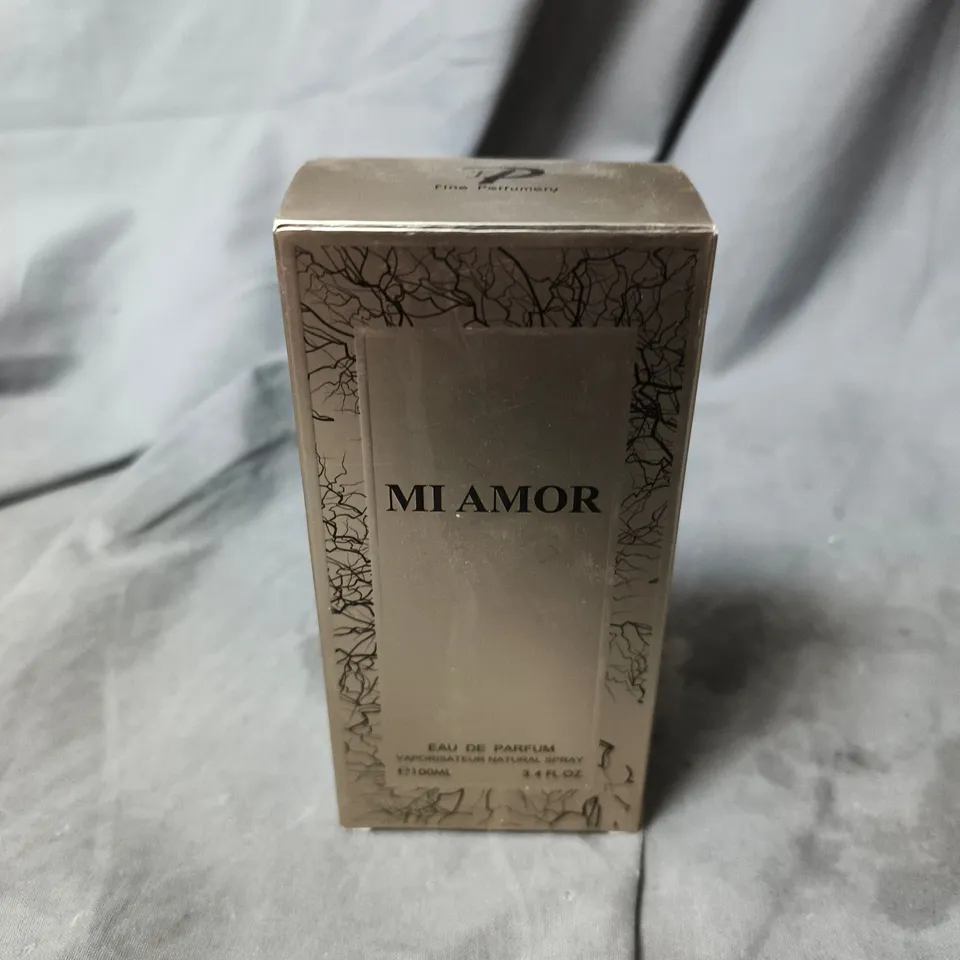 Fine Perfumery
MI AMOR
EAU DE PARFUM
VAPORISATEUR NATURAL SPRAY
100ML 3.4 FL OZ